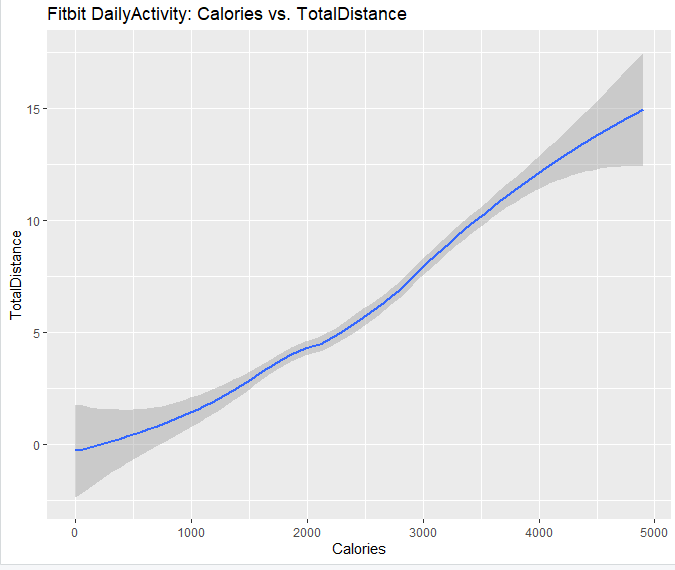 Fitbit DailyActivity: Calories vs. TotalDistance
15
10
5
0
TotalDistance
0 1000 2000 3000 4000 5000
Calories